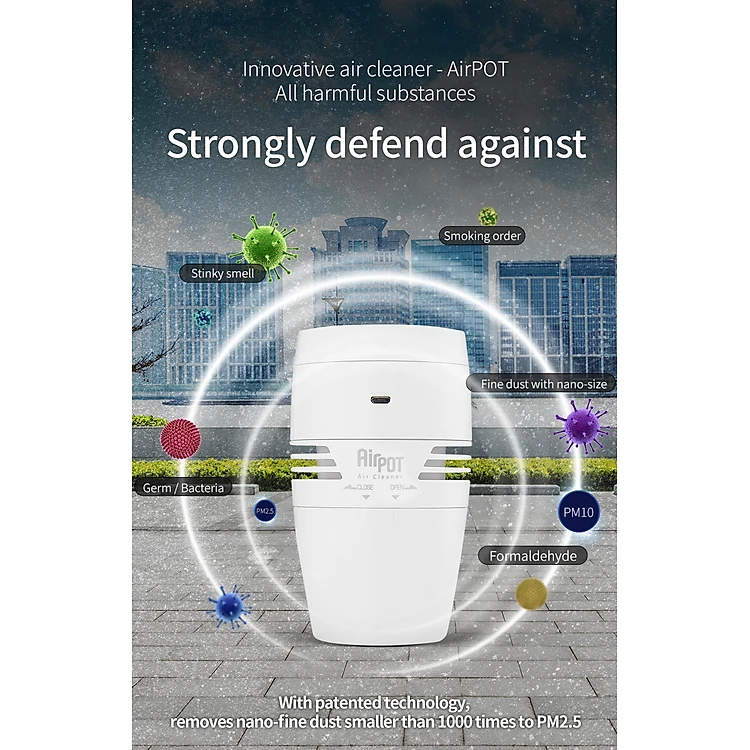 Innovative air cleaner - AirPOT
All harmful substances
Strongly defend against
Smoking order
Stinky smell
Fine dust with nano-size
AirPOT
Air Cleaner
CLOSE OPEN
Germ / Bacteria
PM2.5
PM10
Formaldehyde
With patented technology,
removes nano-fine dust smaller than 1000 times to PM2.5